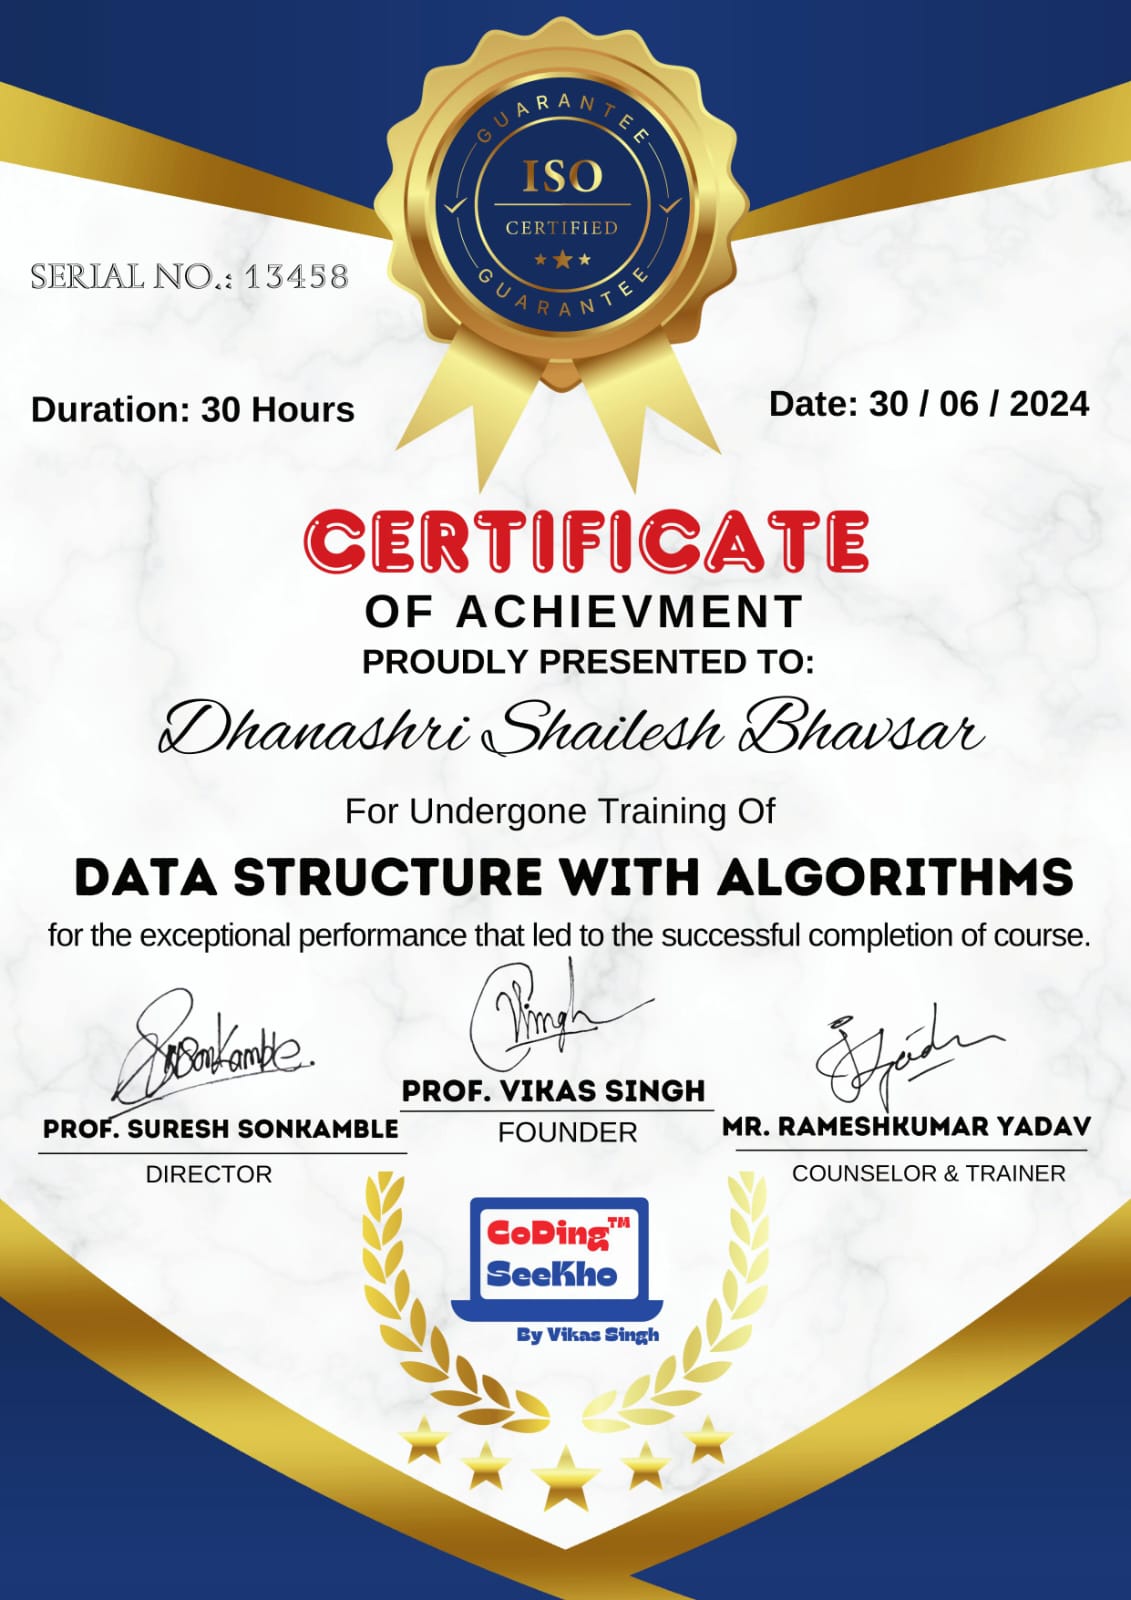 GUARANTEE
ISO
CERTIFIED
GUARANTEE
SERIAL NO.: 13458
Duration: 30 Hours
Date: 30 / 06 / 2024
CERTIFICATE
OF ACHIEVMENT
PROUDLY PRESENTED TO:
Dhanashri Shailesh Bhavsar
For Undergone Training Of
DATA STRUCTURE WITH ALGORITHMS
for the exceptional performance that led to the successful completion of course.
SSonkamble.
VSingh
PROF. SURESH SONKAMBLE
DIRECTOR
PROF. VIKAS SINGH
FOUNDER
MR. RAMESHKUMAR YADAV
COUNSELOR & TRAINER
CoDing™
SeeKho
By Vikas Singh